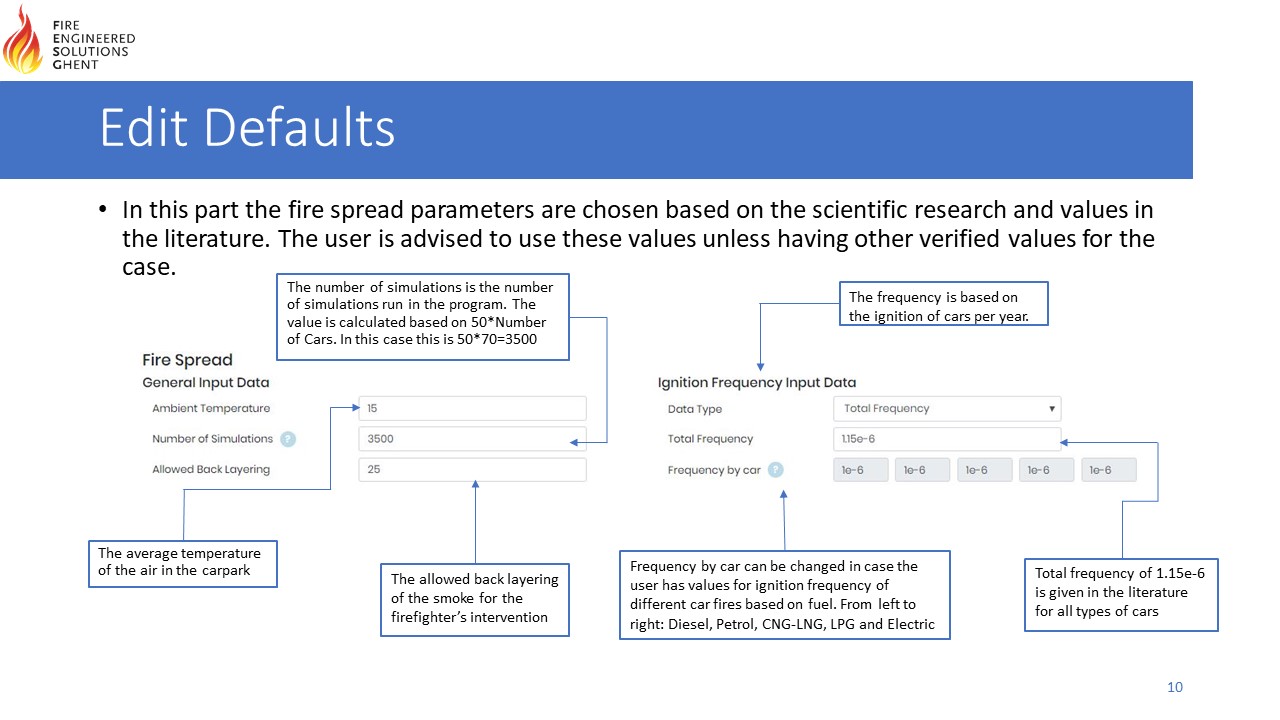 FIRE
ENGINEERED
SOLUTIONS
GHENT
Edit Defaults
• In this part the fire spread parameters are chosen based on the scientific research and values in
the literature. The user is advised to use these values unless having other verified values for the
case.
The number of simulations is the number
of simulations run in the program. The
value is calculated based on 50*Number
of Cars. In this case this is 50*70=3500
The frequency is based on
the ignition of cars per year.
Fire Spread
General Input Data
Ambient Temperature 15
Number of Simulations ? 3500
Allowed Back Layering 25
Ignition Frequency Input Data
Data Type Total Frequency
Total Frequency 1.15e-6
Frequency by car ? 1e-6 1e-6 1e-6 1e-6 1e-6
The average temperature
of the air in the carpark
The allowed back layering
of the smoke for the
firefighter’s intervention
Frequency by car can be changed in case the
user has values for ignition frequency of
different car fires based on fuel. From left to
right: Diesel, Petrol, CNG-LNG, LPG and Electric
Total frequency of 1.15e-6
is given in the literature
for all types of cars
10